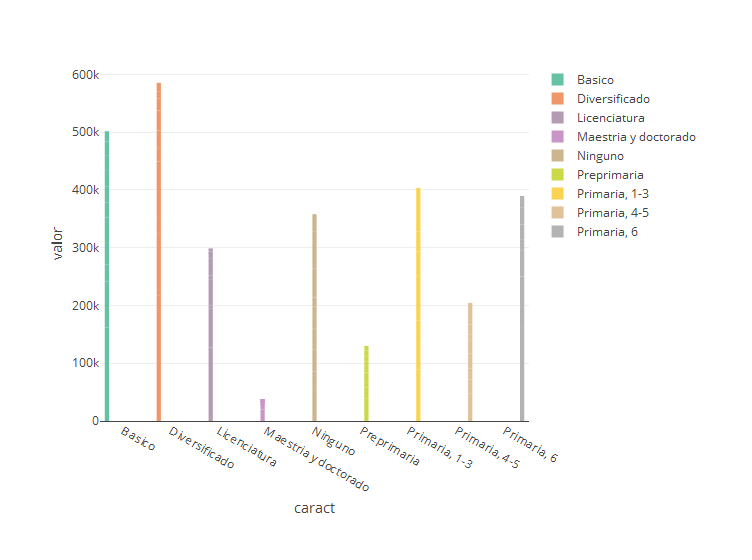 600k
500k
400k
300k
200k
100k
0
valor
Basico
Diversificado
Licenciatura
Maestria y doctorado
Ninguno
Preprimaria
Primaria, 1-3
Primaria, 4-5
Primaria, 6
caract
Basico
Diversificado
Licenciatura
Maestria y doctorado
Ninguno
Preprimaria
Primaria, 1-3
Primaria, 4-5
Primaria, 6